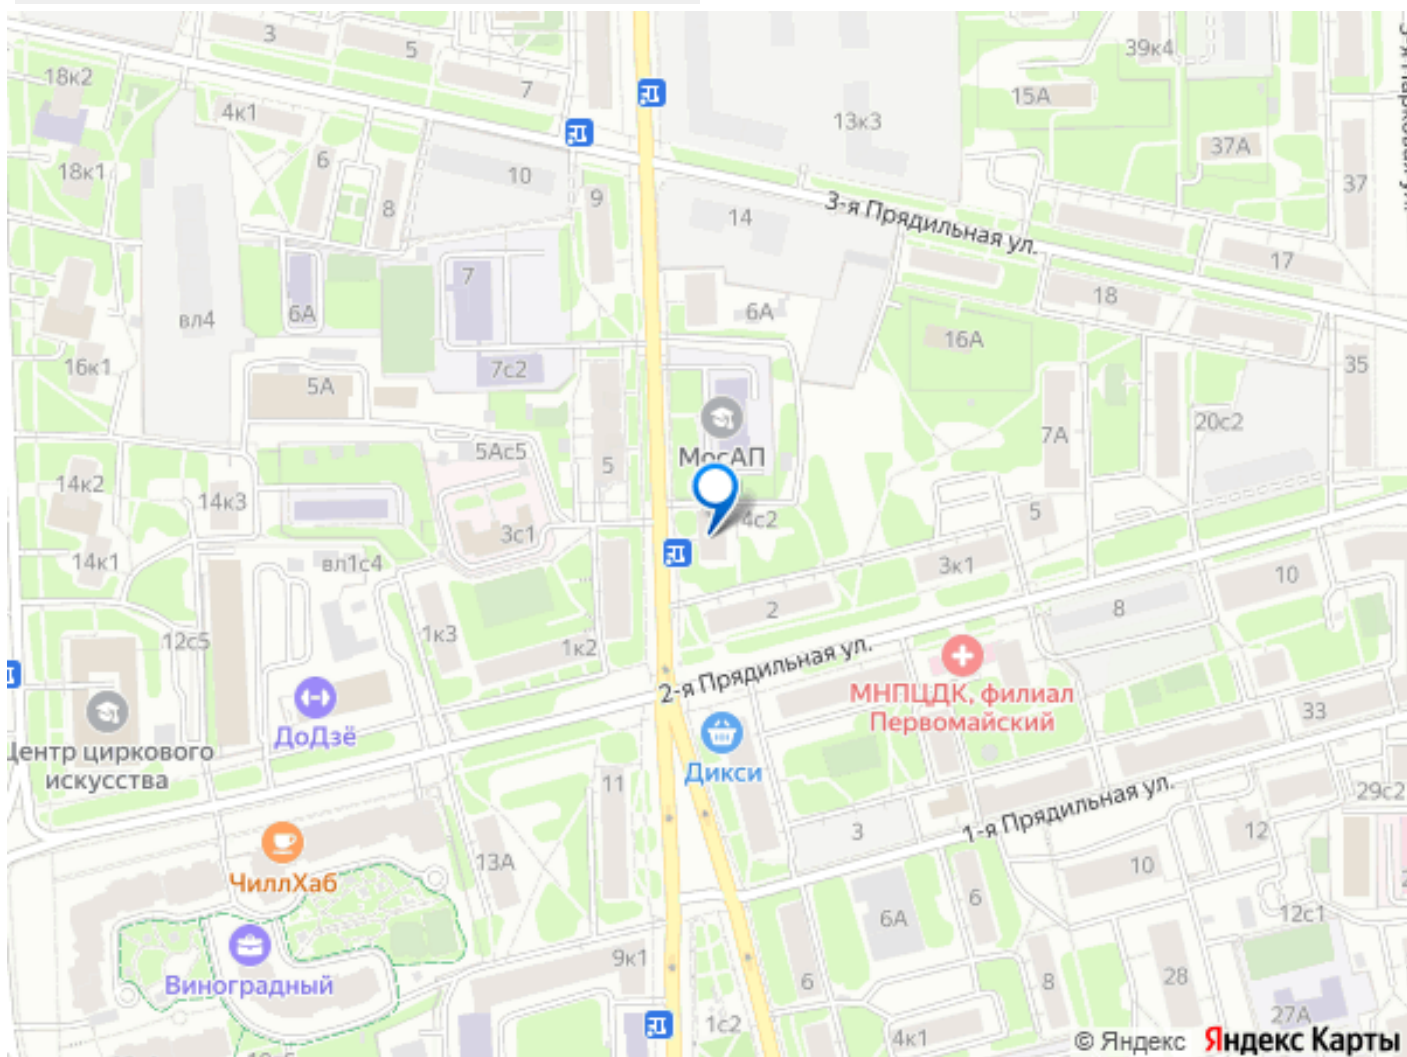 3
5
39к4
18к2
7
15А
4к1
13к3
37А
6
18к1
10
37
8
9
14
3-я Прядильная ул.
17
7
18
6А
6А
вл4
16А
16к1
7с2
35
5А
20с2
7А
МосАП
5Ас5
5
14к2
14к3
4с2
5
3с1
14к1
вл1с4
3к1
10
2
8
1к3
12с5
1к2
2-я Прядильная ул.
МНПЦДК, филиал
Первомайский
33
ДоДзё
Центр циркового
искусства
Дикси
11
29с2
1-я Прядильная ул.
3
12
13А
10
ЧиллХаб
6
6А
12с1
9к1
Виноградный
6
8
28
1с2
27А
4к1
© Яндекс Яндекс Карты